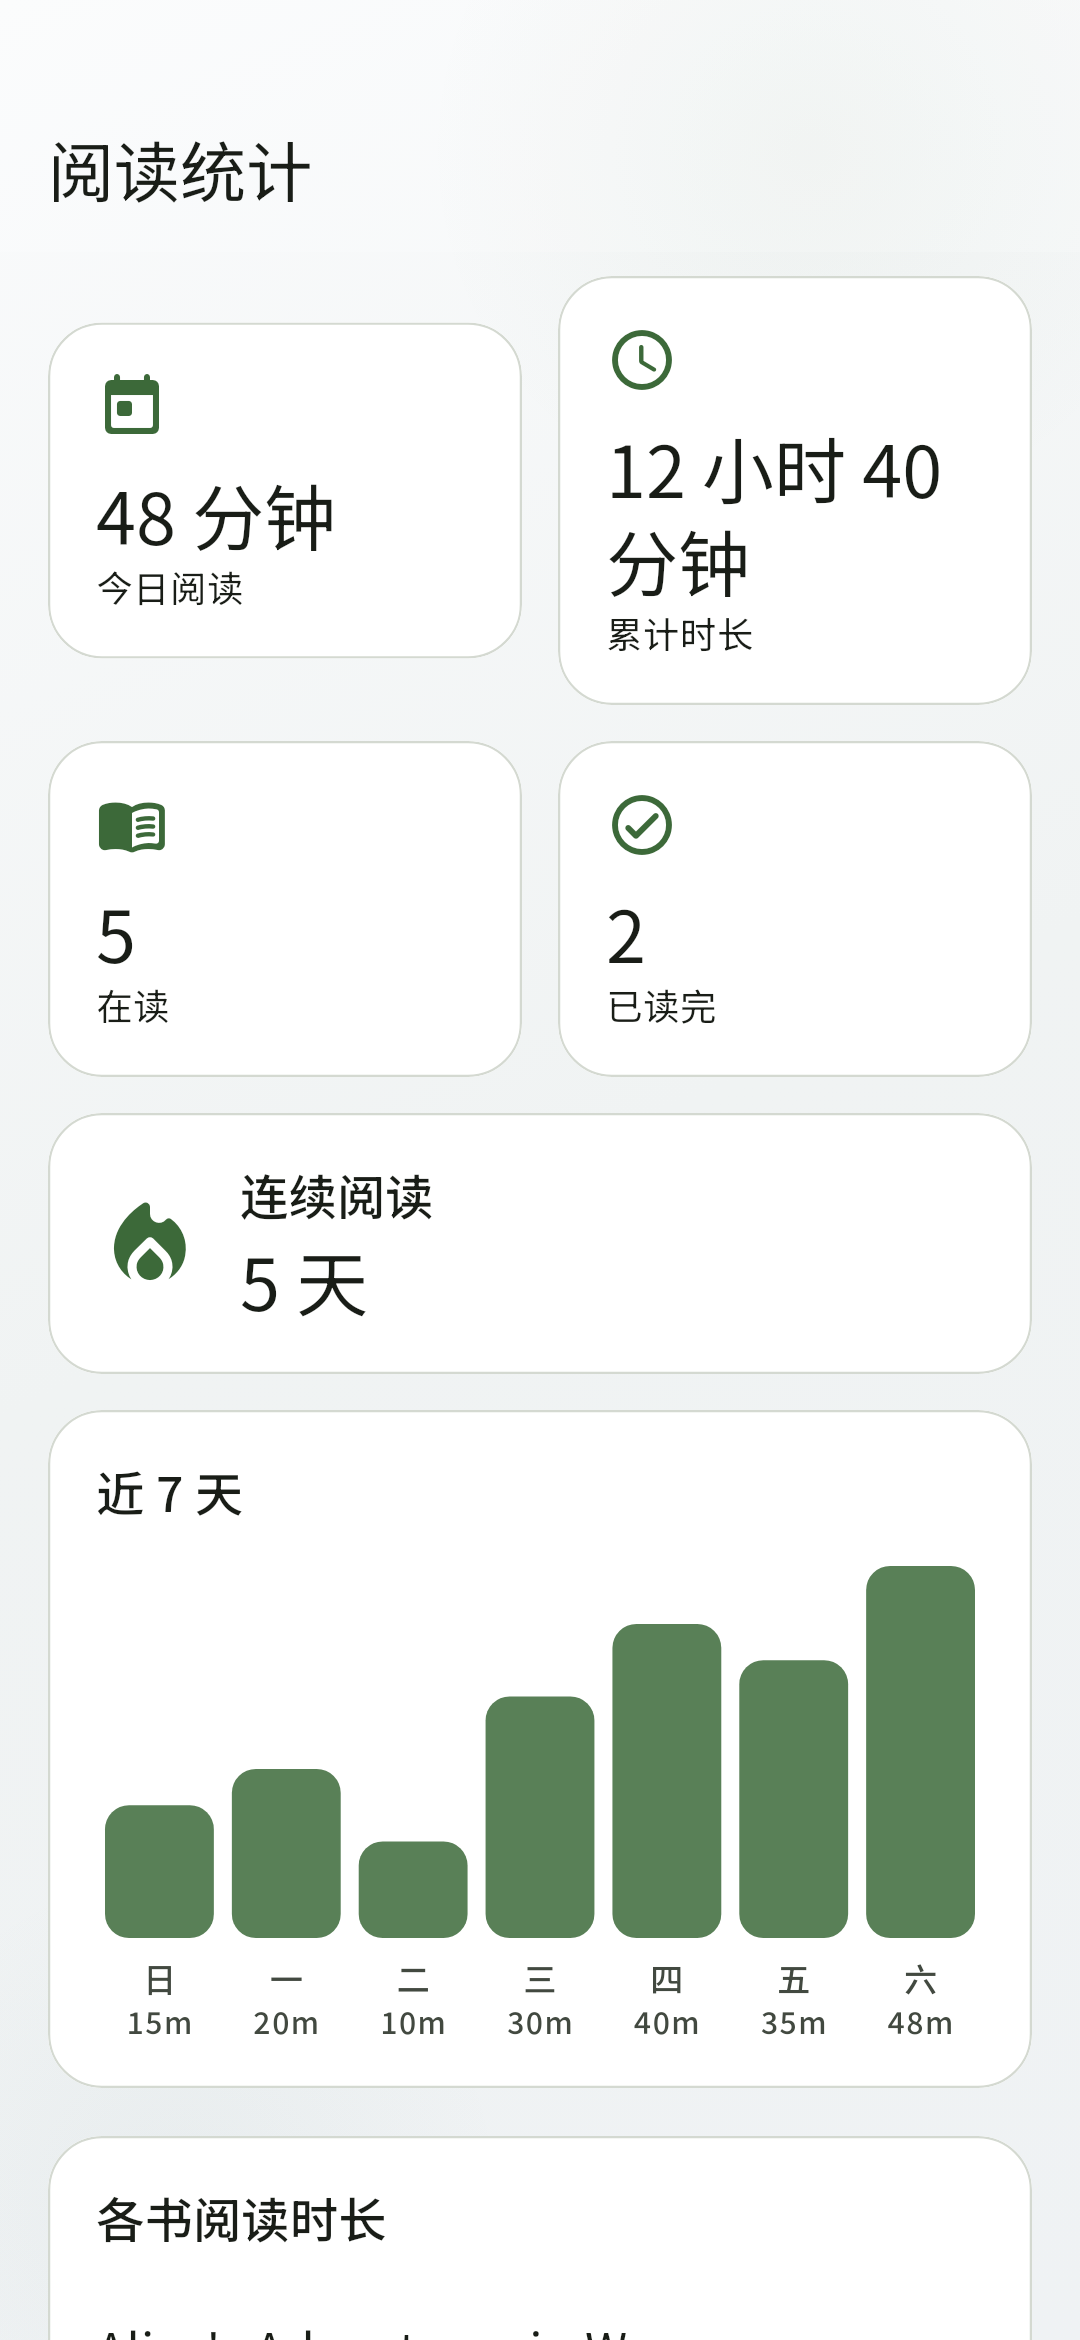 阅读统计
48 分钟
今日阅读
12 小时 40
分钟
累计时长
5
在读
2
已读完
连续阅读
5 天
近 7 天
日 一 二 三 四 五 六
15m 20m 10m 30m 40m 35m 48m
各书阅读时长